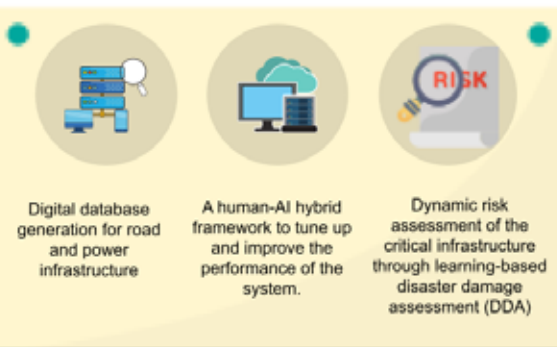 RISK
Digital database
generation for road
and power
infrastructure
A human-AI hybrid
framework to tune up
and improve the
performance of the
system.
Dynamic risk
assessment of the
critical infrastructure
through learning-based
disaster damage
assessment (DDA)